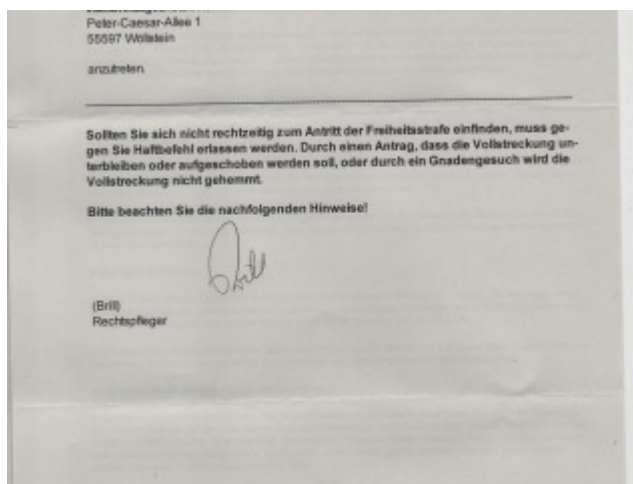 Peter-Caesar-Allee 1
55597 Wöllstein
anzutreten.
Sollten Sie sich nicht rechtzeitig zum Antritt der Freiheitsstrafe einfinden, muss ge-
gen Sie Haftbefehl erlassen werden. Durch einen Antrag, dass die Vollstreckung un-
terbleiben oder aufgeschoben werden soll, oder durch ein Gnadengesuch wird die
Vollstreckung nicht gehemmt.
Bitte beachten Sie die nachfolgenden Hinweise!
Brill
(Brill)
Rechtspfleger